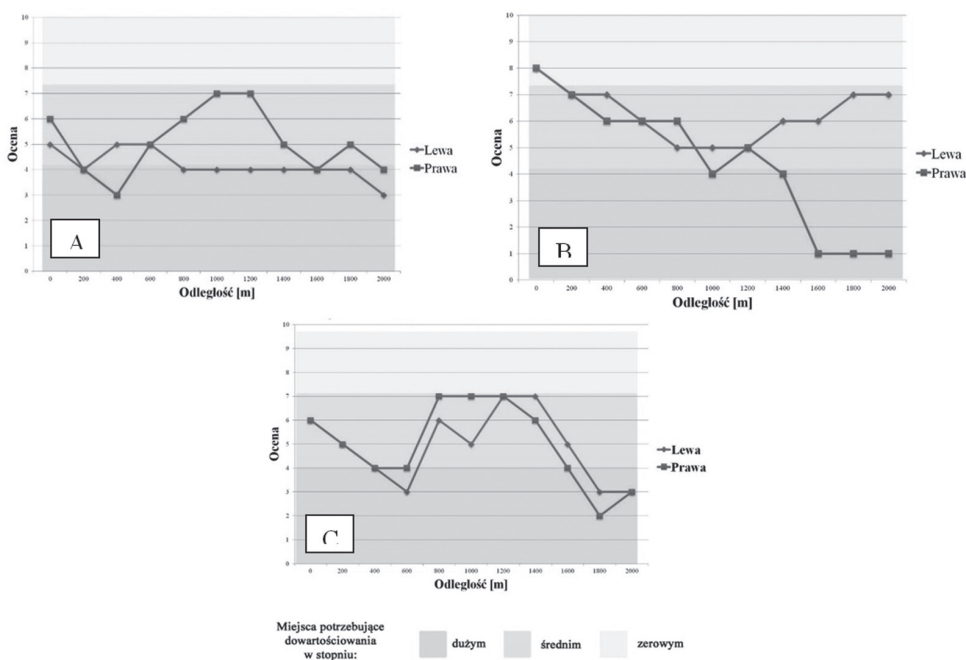 10
9
8
7
6
5
4
3
2
1
0
Ocena
0 200 400 600 800 1000 1200 1400 1600 1800 2000
Odległość [m]
Lewa
Prawa
A
10
9
8
7
6
5
4
3
2
1
0
Ocena
0 200 400 600 800 1000 1200 1400 1600 1800 2000
Odległość [m]
Lewa
Prawa
B
10
9
8
7
6
5
4
3
2
1
0
Ocena
0 200 400 600 800 1000 1200 1400 1600 1800 2000
Odległość [m]
Lewa
Prawa
C
Miejsca potrzebujące
dowartościowania
w stopniu:
dużym średnim zerowym